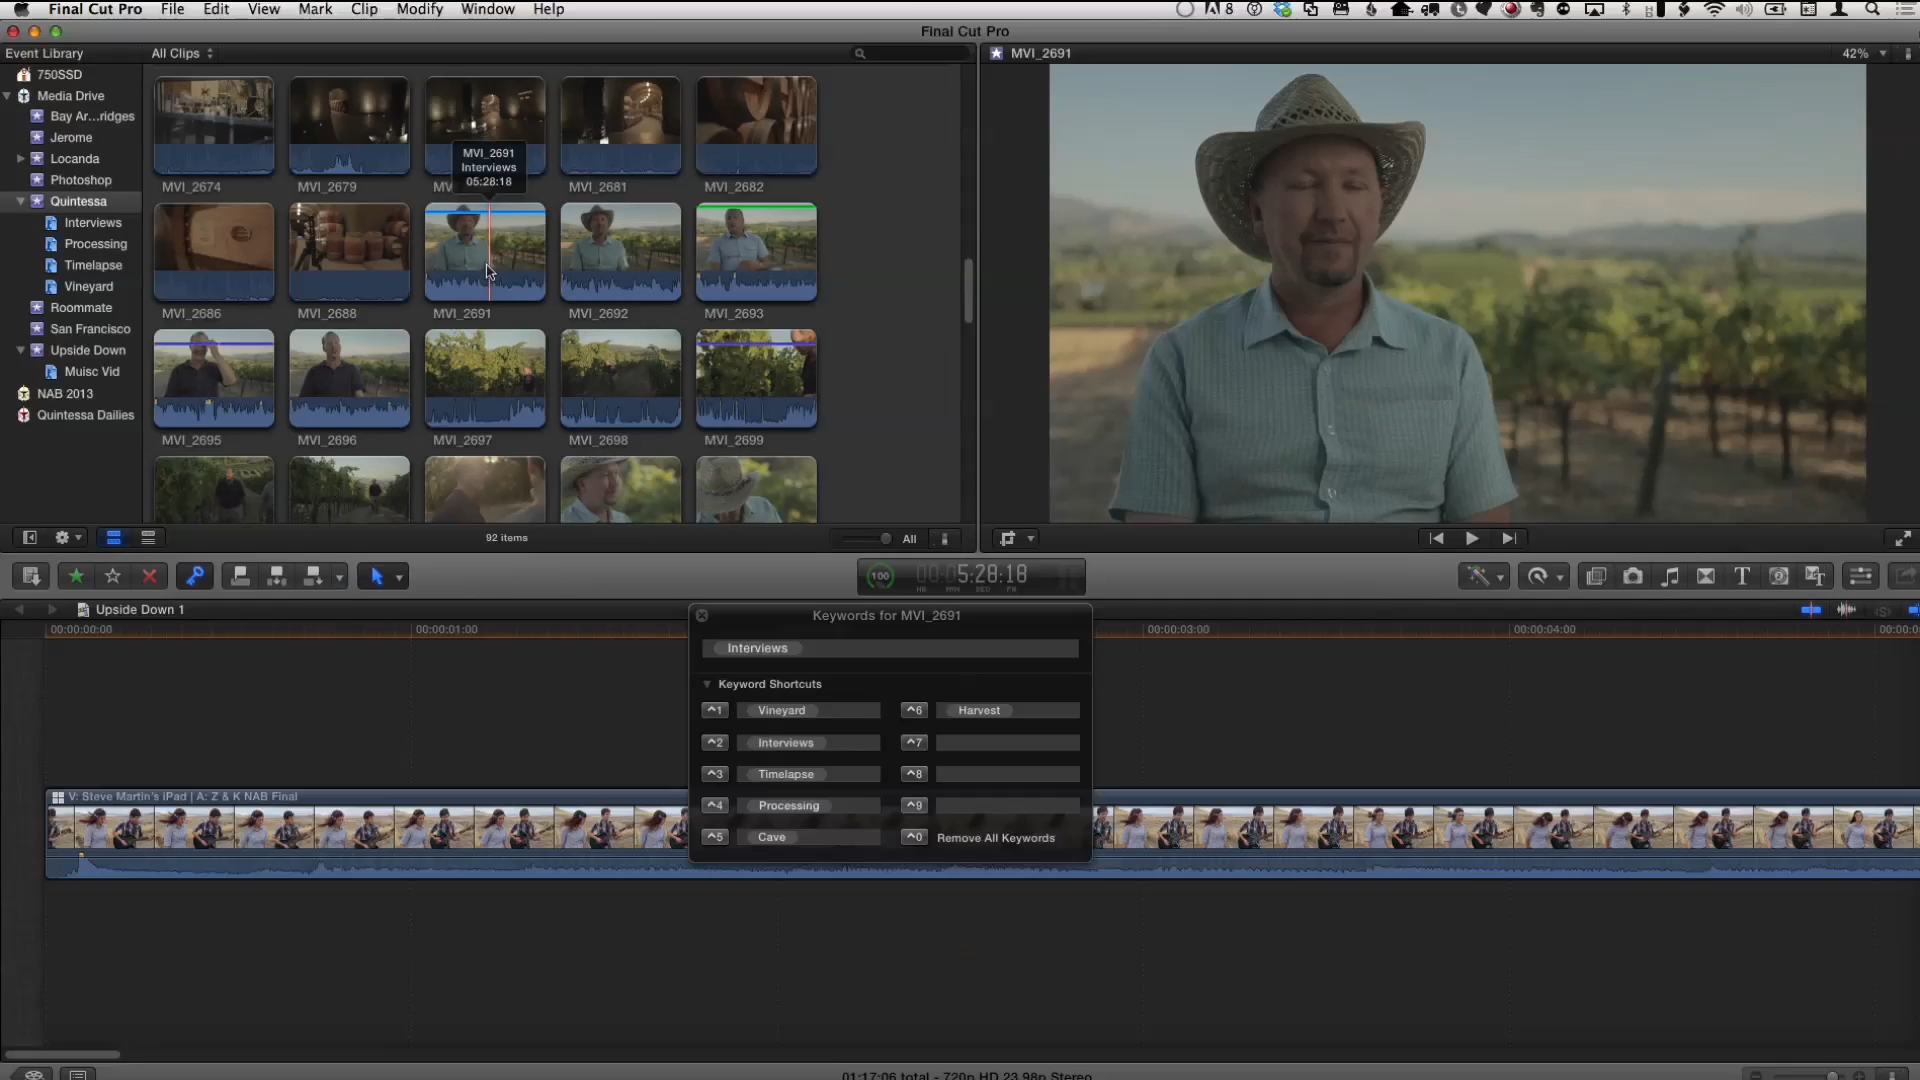 Final Cut Pro File Edit View Mark Clip Modify Window Help
8
Final Cut Pro
Event Library
All Clips
MVI_2691
42%
750SSD
Media Drive
Bay Ar...ridges
Jerome
Locanda
Photoshop
Quintessa
Interviews
Processing
Timelapse
Vineyard
Roommate
San Francisco
Upside Down
Muisc Vid
NAB 2013
Quintessa Dailies
MVI_2691
Interviews
05:28:18
MVI_2674
MVI_2679
MVI_2681
MVI_2682
MVI_2686
MVI_2688
MVI_2691
MVI_2692
MVI_2693
MVI_2695
MVI_2696
MVI_2697
MVI_2698
MVI_2699
92 items
All
100
00:00:5:28:18
HR MIN SEC FR
Upside Down 1
00:00:00:00
00:00:01:00
00:00:03:00
00:00:04:00
Keywords for MVI_2691
Interviews
Keyword Shortcuts
^1 Vineyard
^2 Interviews
^3 Timelapse
^4 Processing
^5 Cave
^6 Harvest
^7
^8
^9
^0 Remove All Keywords
V: Steve Martin's iPad | A: Z & K NAB Final
01:17:06 total - 720p HD 23.98p Stereo